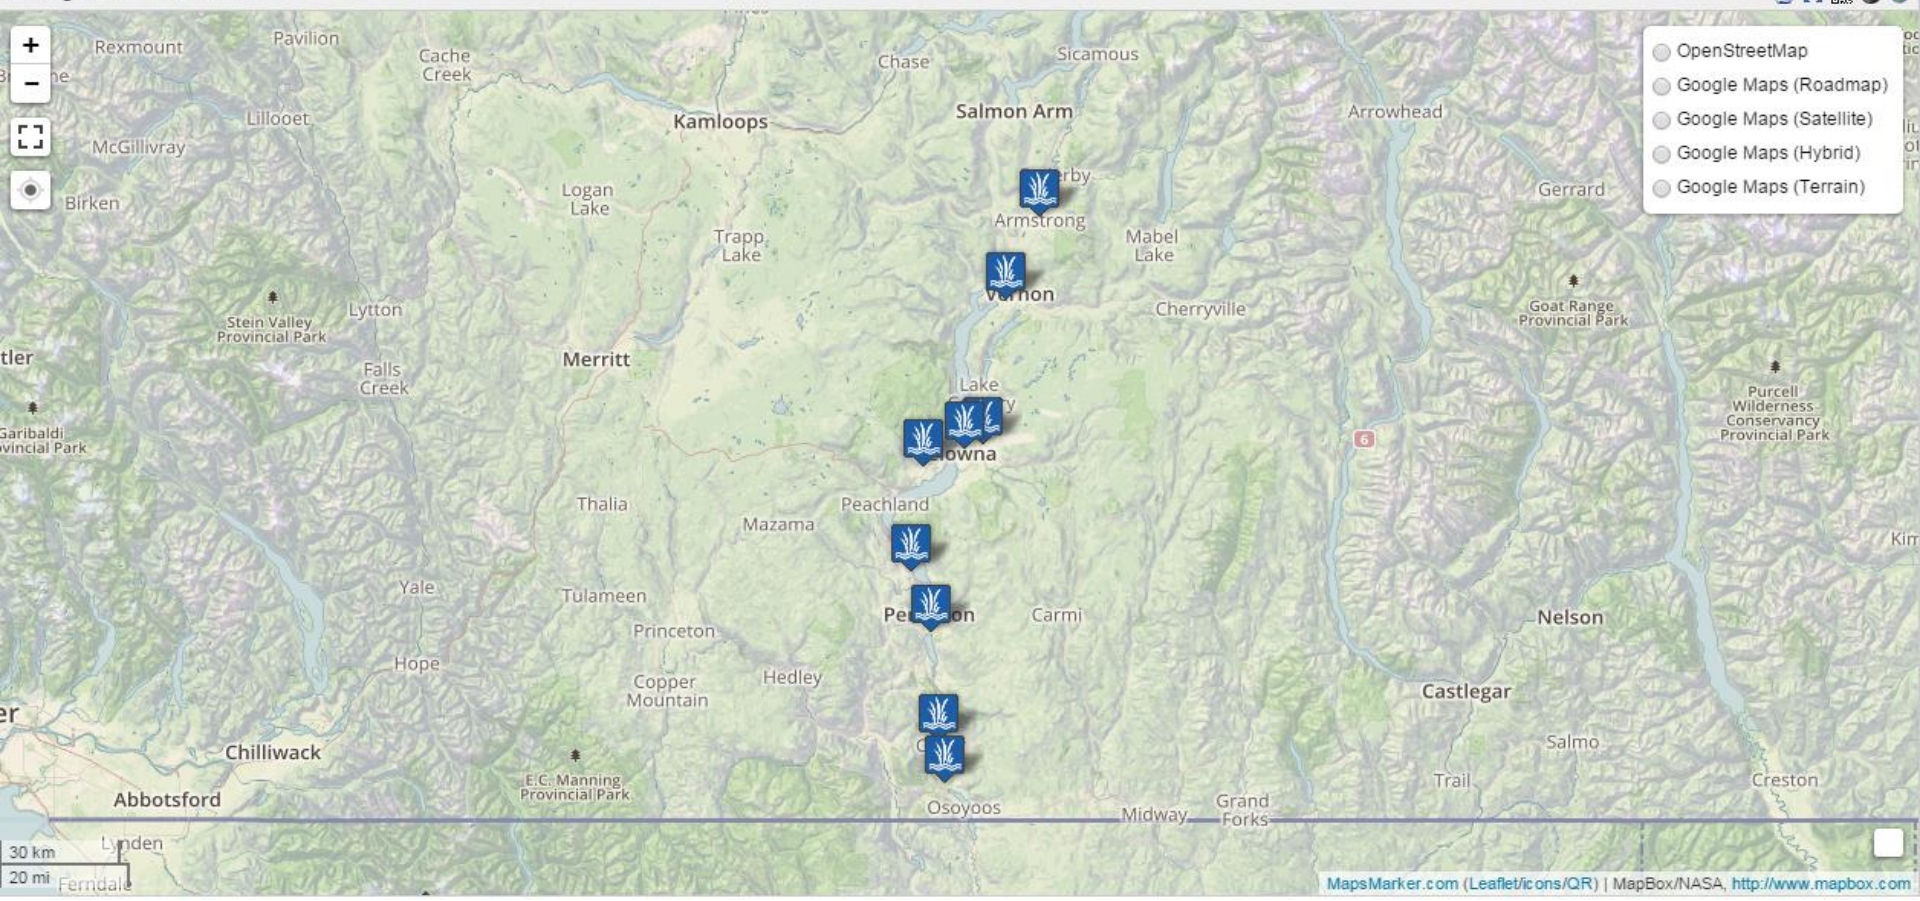 +
−
OpenStreetMap
Google Maps (Roadmap)
Google Maps (Satellite)
Google Maps (Hybrid)
Google Maps (Terrain)
Rexmount
Pavilion
Cache
Creek
Chase
Sicamous
Kamloops
Salmon Arm
Arrowhead
Lillooet
McGillivray
Birken
Logan
Lake
Armstrong
Gerrard
Trapp
Lake
Mabel
Lake
Stein Valley
Provincial Park
Lytton
Cherryville
Goat Range
Provincial Park
Merritt
Falls
Creek
Lake
Purcell
Wilderness
Conservancy
Provincial Park
Garibaldi
6
Thalia
Mazama
Peachland
Yale
Tulameen
Princeton
Carmi
Nelson
Hope
Hedley
Copper
Mountain
Castlegar
Chilliwack
Salmo
E.C. Manning
Provincial Park
Trail
Creston
Abbotsford
Osoyoos
Midway
Grand
Forks
Lynden
30 km
20 mi
Ferndale
MapsMarker.com (Leaflet/icons/QR) | MapBox/NASA, http://www.mapbox.com